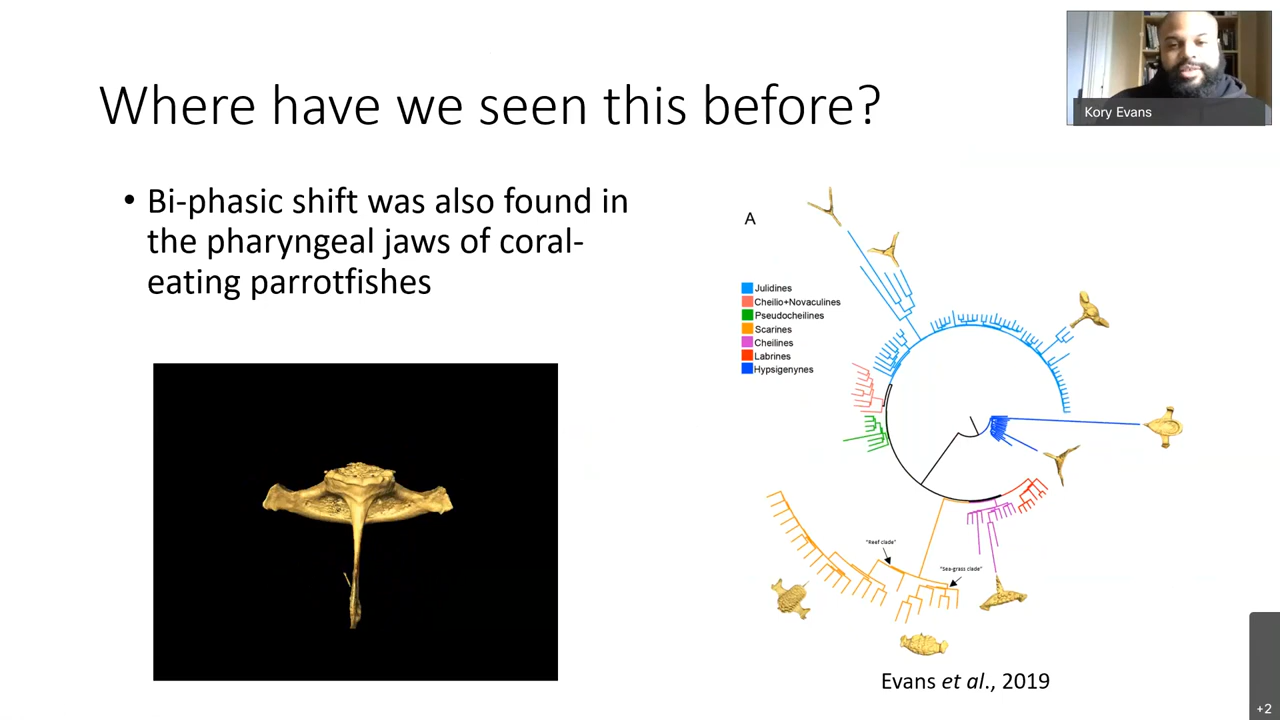 Where have we seen this before?
Kory Evans
• Bi-phasic shift was also found in
the pharyngeal jaws of coral-
eating parrotfishes
A
Julidines
Cheilio+Novaculines
Pseudocheilines
Scarines
Cheilines
Labrines
Hypsigenynes
"Reef clade"
"Sea-grass clade"
Evans et al., 2019
+2